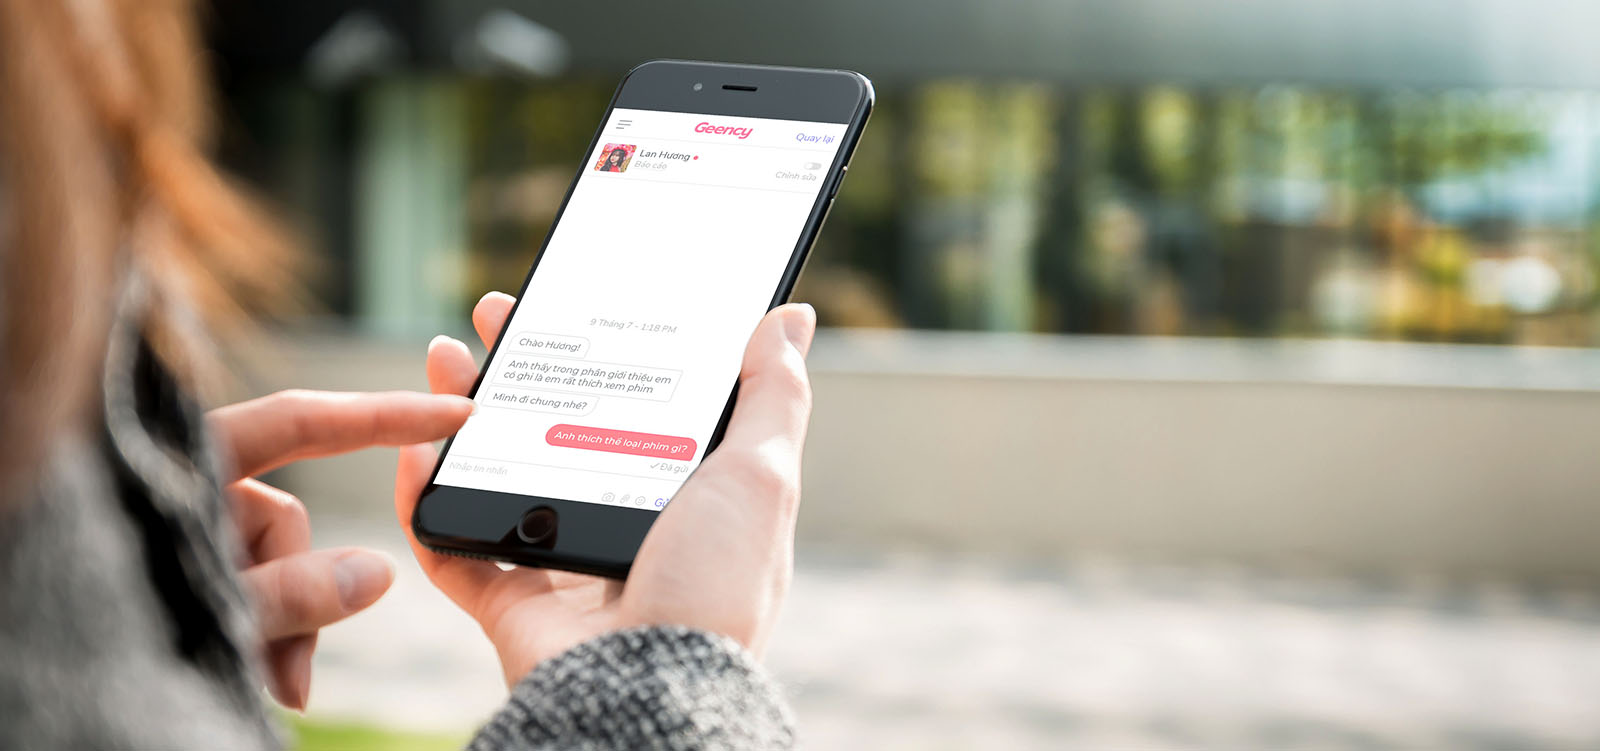 Geency
Quay lại
Lan Hương
Báo cáo
Chỉnh sửa
9 Tháng 7 - 1:18 PM
Chào Hương!
Anh thấy trong phần giới thiệu em
có ghi là em rất thích xem phim
Mình đi chung nhé?
Anh thích thể loại phim gì?
Đã gửi
Nhập tin nhắn